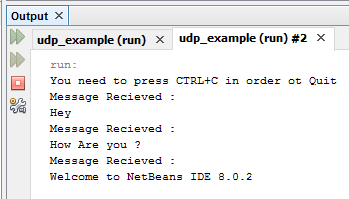 Output
udp_example (run)
udp_example (run) #2
run:
You need to press CTRL+C in order ot Quit
Message Recieved :
Hey
Message Recieved :
How Are you ?
Message Recieved :
Welcome to NetBeans IDE 8.0.2